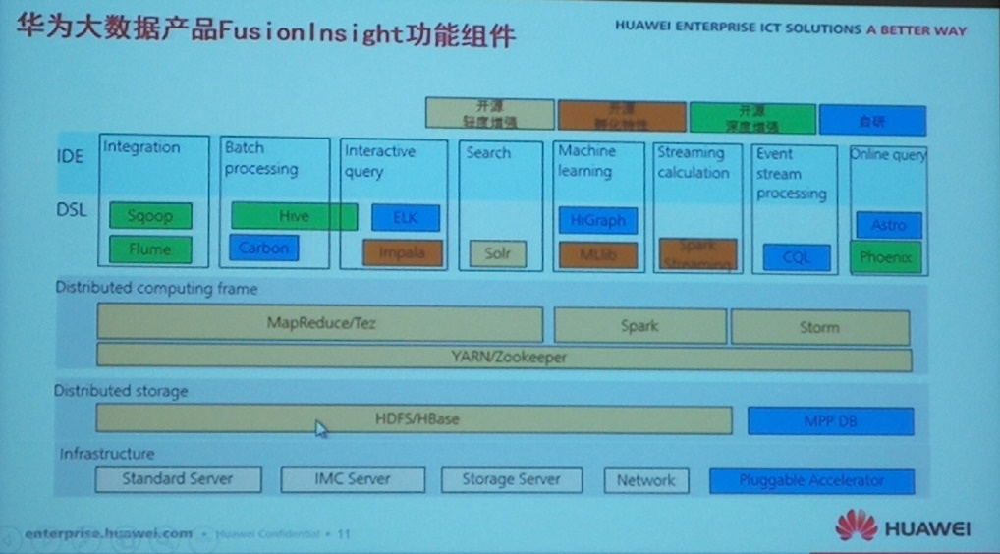 华为大数据产品FusionInsight功能组件
HUAWEI ENTERPRISE ICT SOLUTIONS A BETTER WAY
开源
轻度增强
开源
孵化特性
开源
深度增强
自研
IDE
DSL
Integration
Sqoop
Flume
Batch
processing
Hive
Carbon
Interactive
query
ELK
Impala
Search
Solr
Machine
learning
HiGraph
MLlib
Streaming
calculation
Spark
Streaming
Event
stream
processing
CQL
Online query
Astro
Phoenix
Distributed computing frame
MapReduce/Tez
Spark
Storm
YARN/Zookeeper
Distributed storage
HDFS/HBase
MPP DB
Infrastructure
Standard Server
IMC Server
Storage Server
Network
Pluggable Accelerator
enterprise.huawei.com • Huawei Confidential • 11
HUAWEI